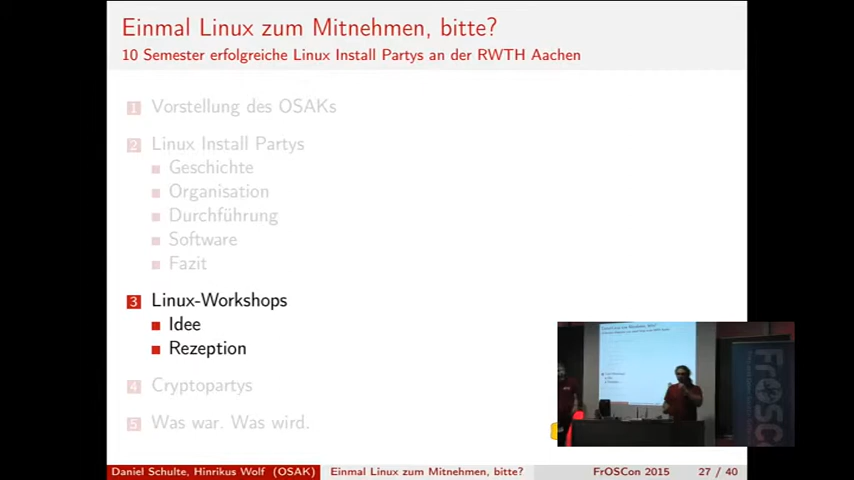 Einmal Linux zum Mitnehmen, bitte?
10 Semester erfolgreiche Linux Install Partys an der RWTH Aachen
1 Vorstellung des OSAKs
2 Linux Install Partys
Geschichte
Organisation
Durchführung
Software
Fazit
3 Linux-Workshops
Idee
Rezeption
4 Cryptopartys
5 Was war. Was wird.
Daniel Schulte, Hinrikus Wolf (OSAK) Einmal Linux zum Mitnehmen, bitte? FrOSCon 2015 27 / 40
FrOSC